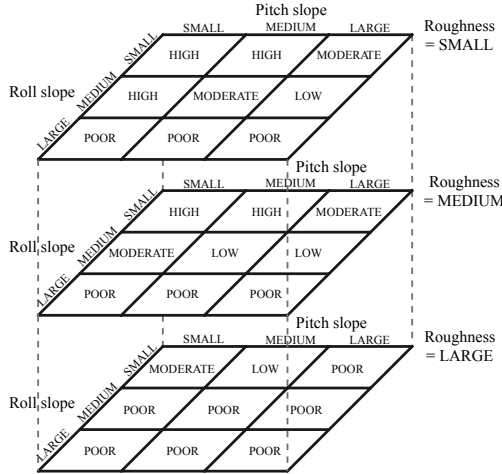 Pitch slope
SMALL MEDIUM LARGE
Roughness
= SMALL
Roll slope
SMALL
MEDIUM
LARGE
HIGH HIGH MODERATE
HIGH MODERATE LOW
POOR POOR POOR
Pitch slope
SMALL MEDIUM LARGE
Roughness
= MEDIUM
Roll slope
SMALL
MEDIUM
LARGE
HIGH HIGH MODERATE
MODERATE LOW LOW
POOR POOR POOR
Pitch slope
SMALL MEDIUM LARGE
Roughness
= LARGE
Roll slope
SMALL
MEDIUM
LARGE
MODERATE LOW POOR
POOR POOR POOR
POOR POOR POOR